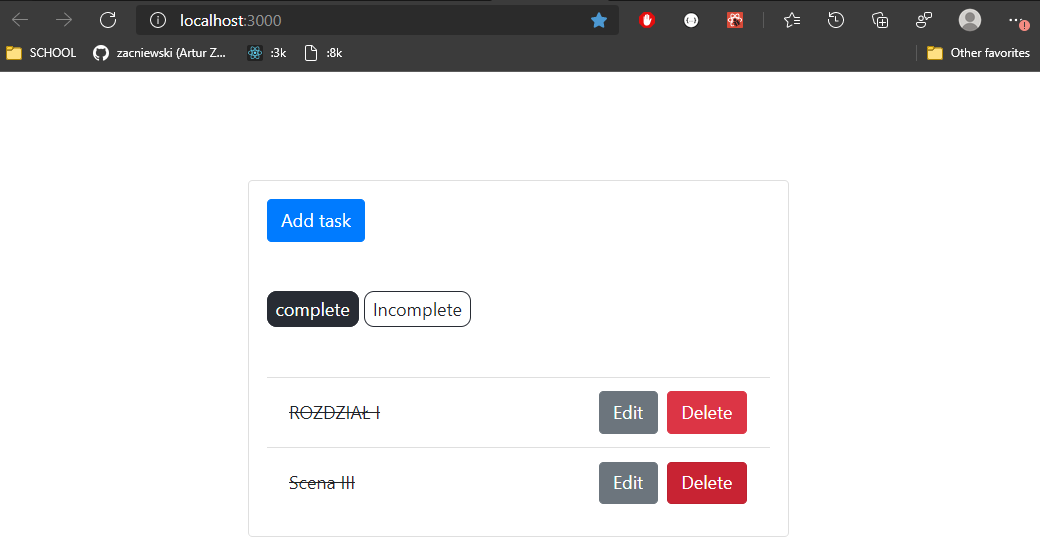 localhost:3000
SCHOOL zacniewski (Artur Z... :3k :8k Other favorites
Add task
complete Incomplete
ROZDZIAŁ I Edit Delete
Scena III Edit Delete